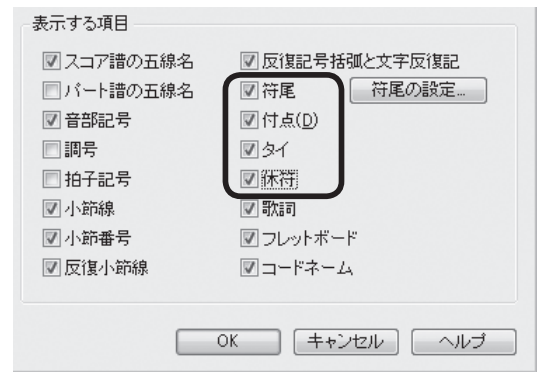 表示する項目
スコア譜の五線名
パート譜の五線名
音部記号
調号
拍子記号
小節線
小節番号
反復小節線
反復記号括弧と文字反復記
符尾
符尾の設定...
付点(D)
タイ
休符
歌詞
フレットボード
コードネーム
OK
キャンセル
ヘルプ